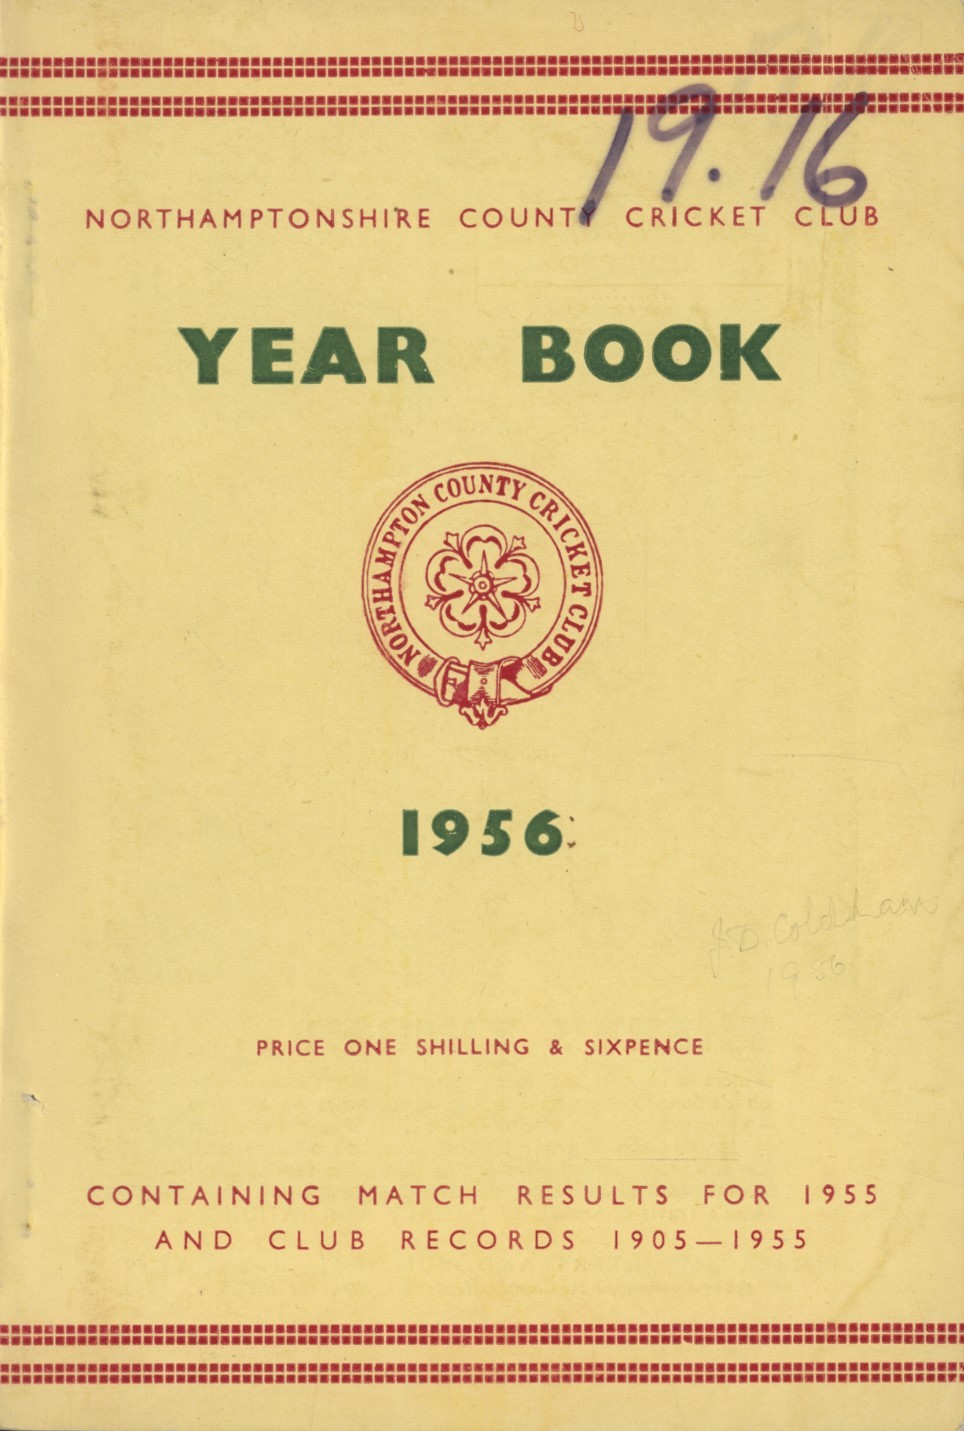 19.16
NORTHAMPTONSHIRE COUNTY CRICKET CLUB
YEAR BOOK
NORTHAMPTON COUNTY CRICKET CLUB
1956
J.D. Coldham
1956
PRICE ONE SHILLING & SIXPENCE
CONTAINING MATCH RESULTS FOR 1955
AND CLUB RECORDS 1905—1955